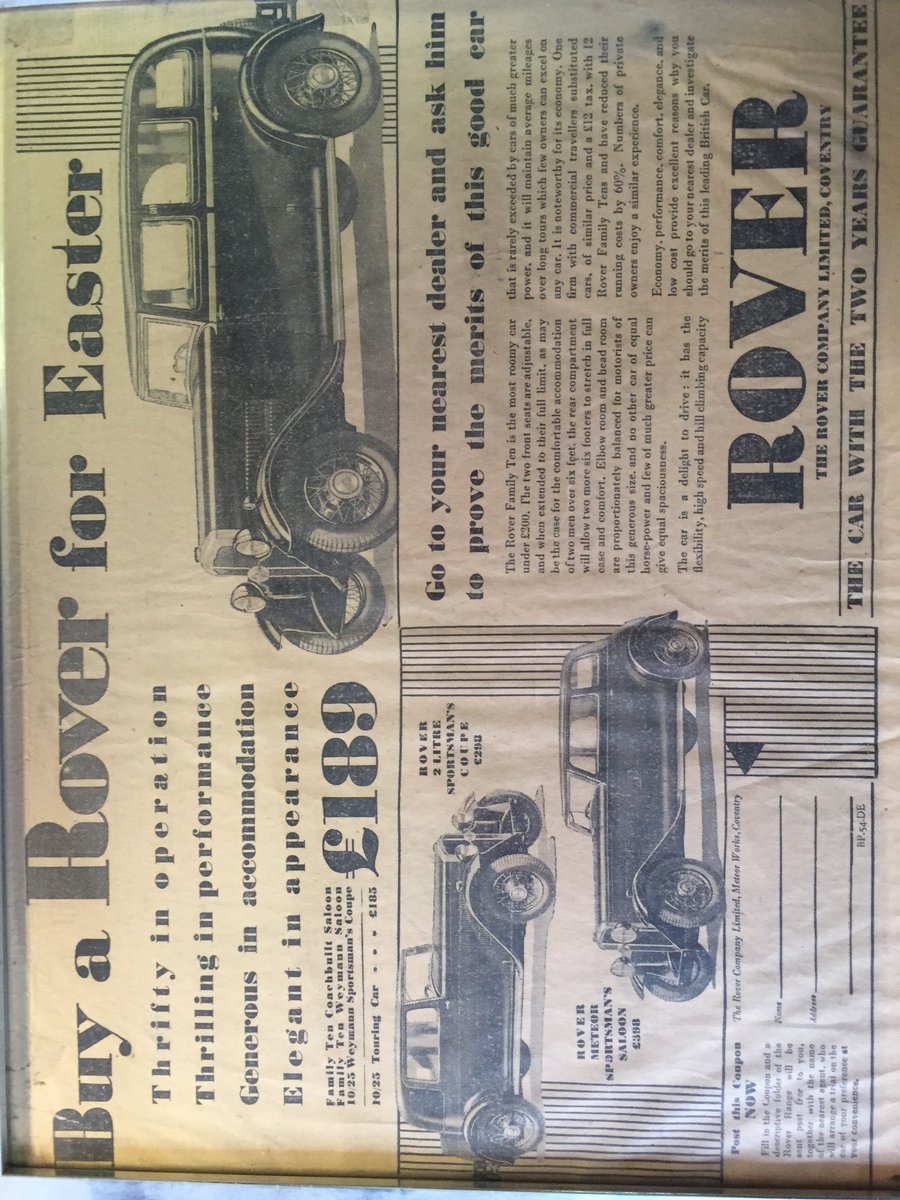 Buy a Rover for Easter
Thrifty in operation
Thrilling in performance
Generous in accommodation
Elegant in appearance
Family Ten Coachbuilt Saloon
Family Ten Weymann Saloon
10/25 Weymann Sportsman's Coupe
£189
10/25 Touring Car - - - £185
Go to your nearest dealer and ask him
to prove the merits of this good car
The Rover Family Ten is the most roomy car
under £200. The two front seats are adjustable,
and when extended to their full limit, as may
be the case for the comfortable accommodation
of two men over six feet, the rear compartment
will allow two more six footers to stretch in full
ease and comfort. Elbow room and head room
are proportionately balanced for motorists of
this generous size, and no other car of equal
horse-power and few of much greater price can
give equal spaciousness.
The car is a delight to drive; it has the
flexibility, high speed and hill climbing capacity
that is rarely exceeded by cars of much greater
power, and it will maintain average mileages
over long tours which few owners can excel on
any car. It is noteworthy for its economy. One
firm with commercial travellers substituted
cars, of similar price and a £12 tax, with 12
Rover Family Tens and have reduced their
running costs by 60%. Numbers of private
owners enjoy a similar experience.
Economy, performance, comfort, elegance, and
low cost provide excellent reasons why you
should go to your nearest dealer and investigate
the merits of this leading British Car.
ROVER
2 LITRE
SPORTSMAN'S
COUPE
£298
ROVER
METEOR
SPORTSMAN'S
SALOON
£398
Post this Coupon
NOW
Fill in the Coupon and a
descriptive folder of the
Rover Range will be
sent post free to you,
together with the name
of the nearest agent, who
will arrange a trial on the
car of your preference at
your convenience.
The Rover Company Limited, Meteor Works, Coventry
Name
Address
BP.54-DE
ROVER
THE ROVER COMPANY LIMITED, COVENTRY
THE CAR WITH THE TWO YEARS GUARANTEE